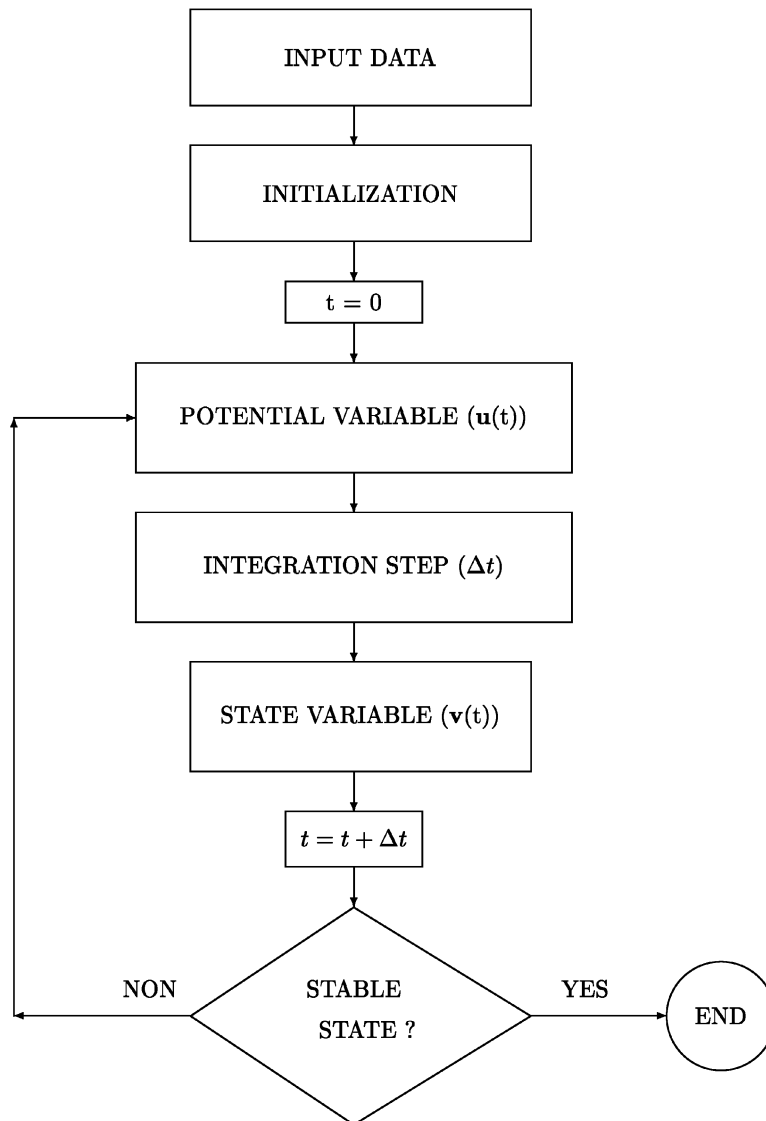 INPUT DATA
INITIALIZATION
t = 0
POTENTIAL VARIABLE (u(t))
INTEGRATION STEP (Δt)
STATE VARIABLE (v(t))
t = t + Δt
NON
STABLE
STATE ?
YES
END